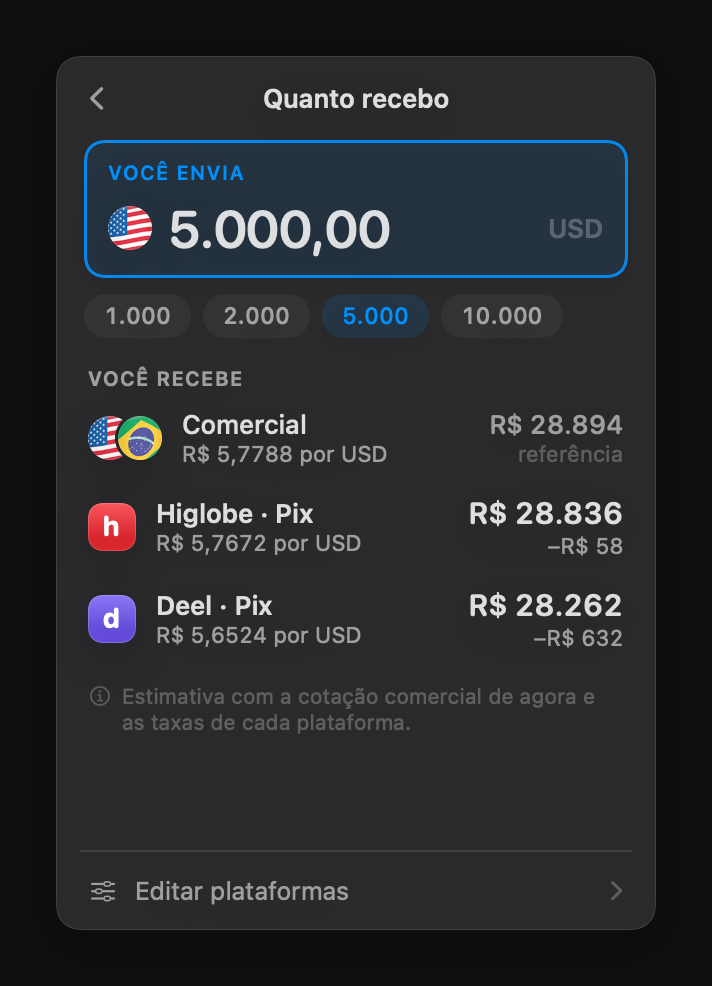 Quanto recebo
VOCÊ ENVIA
5.000,00 USD
1.000 2.000 5.000 10.000
VOCÊ RECEBE
Comercial R$ 28.894
R$ 5,7788 por USD referência
h Higlobe · Pix R$ 28.836
R$ 5,7672 por USD –R$ 58
d Deel · Pix R$ 28.262
R$ 5,6524 por USD –R$ 632
Estimativa com a cotação comercial de agora e
as taxas de cada plataforma.
Editar plataformas